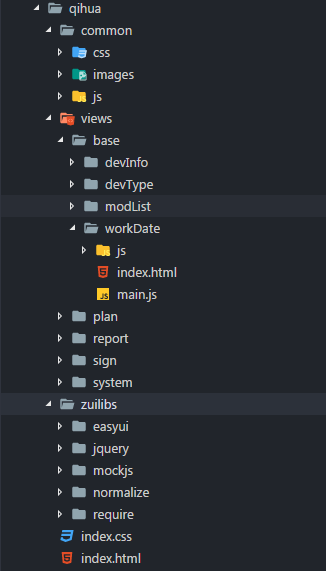 qihua
common
css
images
js
views
base
devInfo
devType
modList
workDate
js
index.html
main.js
plan
report
sign
system
zuilibs
easyui
jquery
mockjs
normalize
require
index.css
index.html